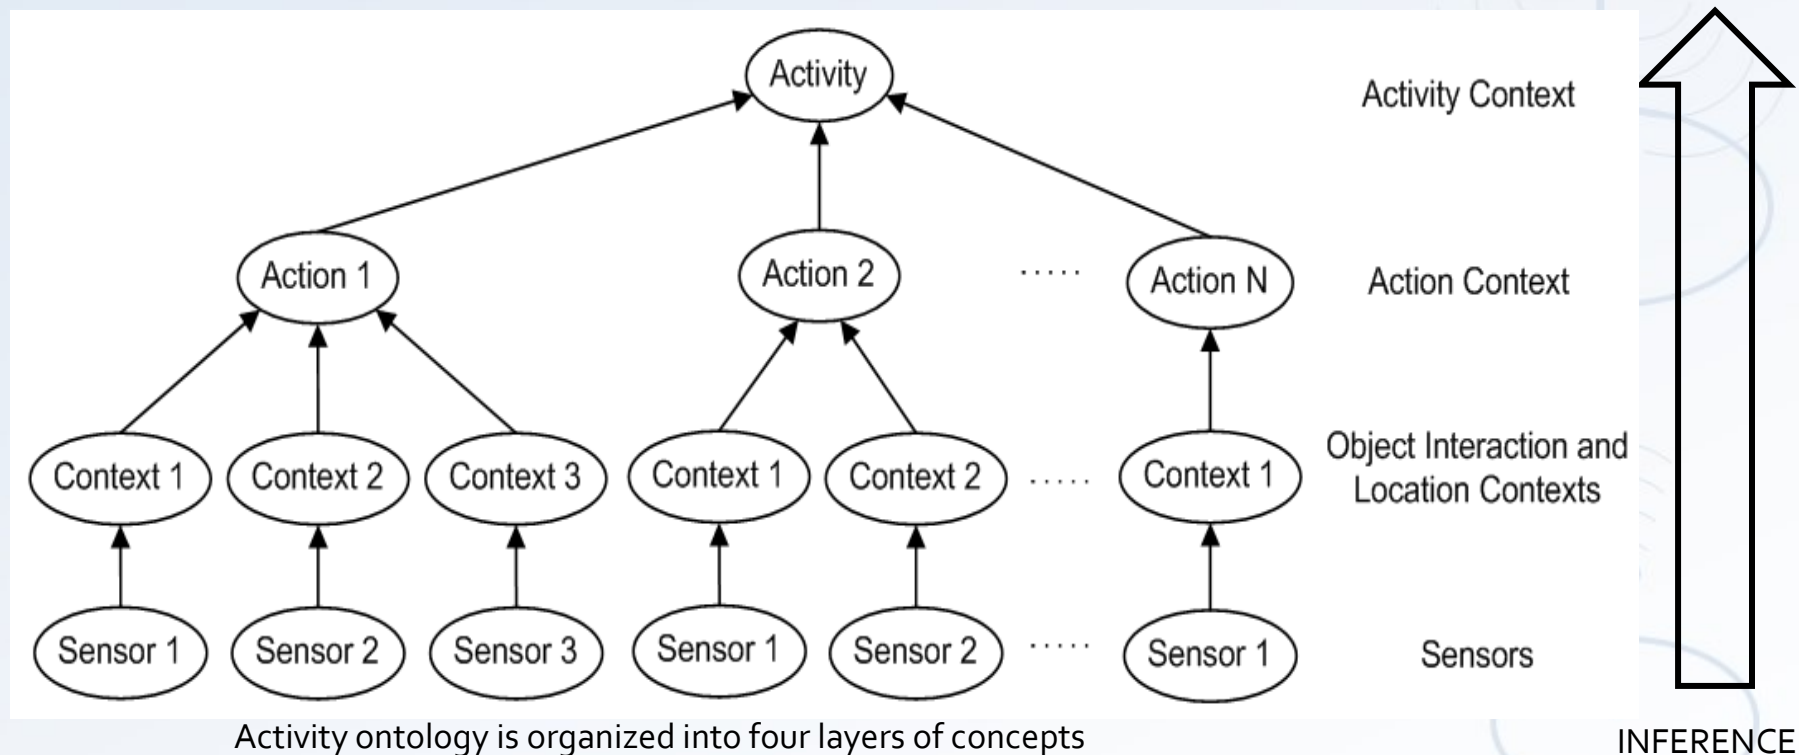 Activity
Activity Context
Action 1
Action 2
.....
Action N
Action Context
Context 1
Context 2
Context 3
Context 1
Context 2
.....
Context 1
Object Interaction and
Location Contexts
Sensor 1
Sensor 2
Sensor 3
Sensor 1
Sensor 2
.....
Sensor 1
Sensors
Activity ontology is organized into four layers of concepts
INFERENCE